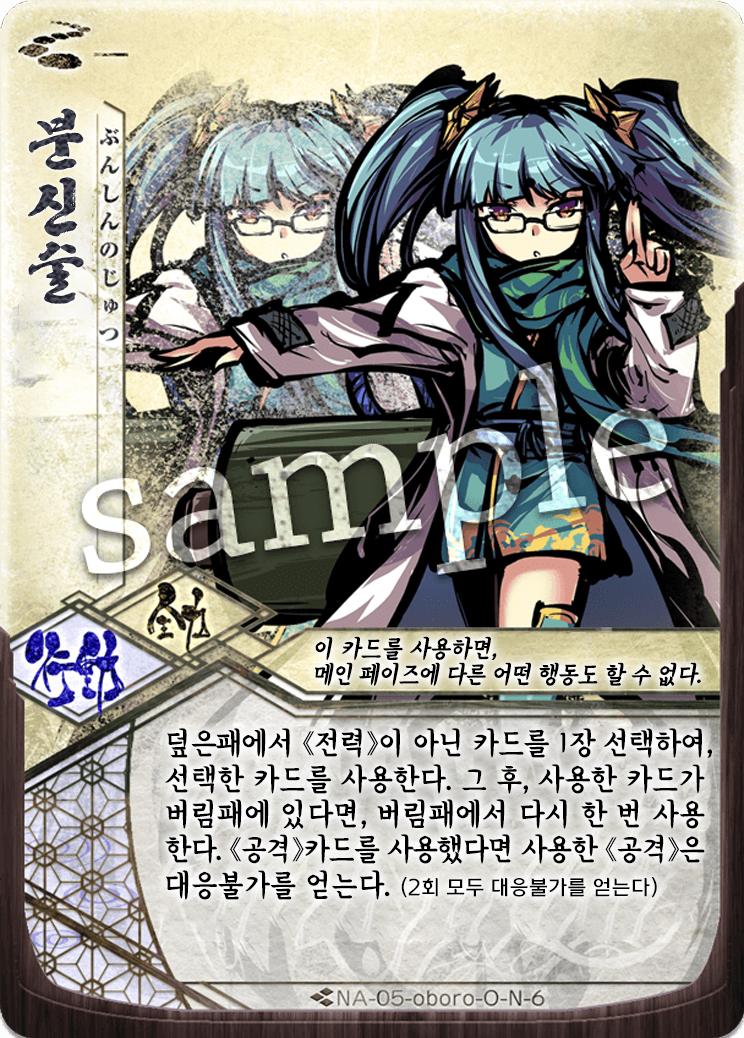 분신술
ぶんしんのじゅつ
sample
全力
行動
이 카드를 사용하면,
메인 페이즈에 다른 어떤 행동도 할 수 없다.
덮은패에서 《전력》이 아닌 카드를 1장 선택하여,
선택한 카드를 사용한다. 그 후, 사용한 카드가
버림패에 있다면, 버림패에서 다시 한 번 사용
한다. 《공격》카드를 사용했다면 사용한 《공격》은
대응불가를 얻는다. (2회 모두 대응불가를 얻는다)
NA-05-oboro-O-N-6